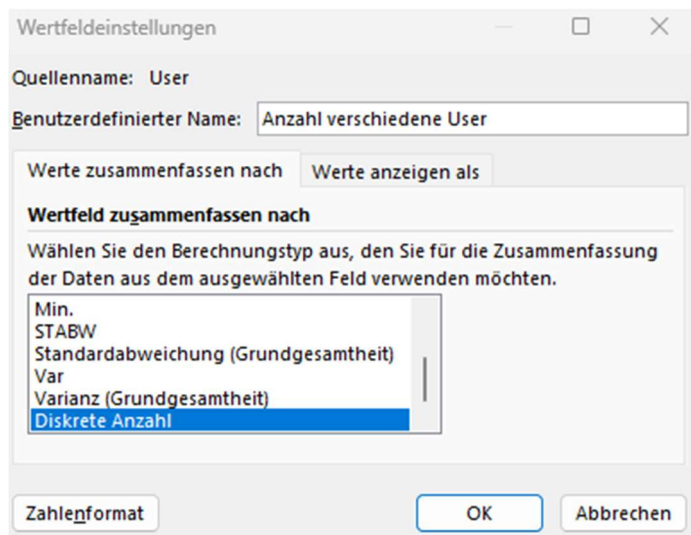 Wertfeldeinstellungen
Quellenname: User
Benutzerdefinierter Name: Anzahl verschiedene User
Werte zusammenfassen nach Werte anzeigen als
Wertfeld zusammenfassen nach
Wählen Sie den Berechnungstyp aus, den Sie für die Zusammenfassung
der Daten aus dem ausgewählten Feld verwenden möchten.
Min.
STABW
Standardabweichung (Grundgesamtheit)
Var
Varianz (Grundgesamtheit)
Diskrete Anzahl
Zahlenformat OK Abbrechen